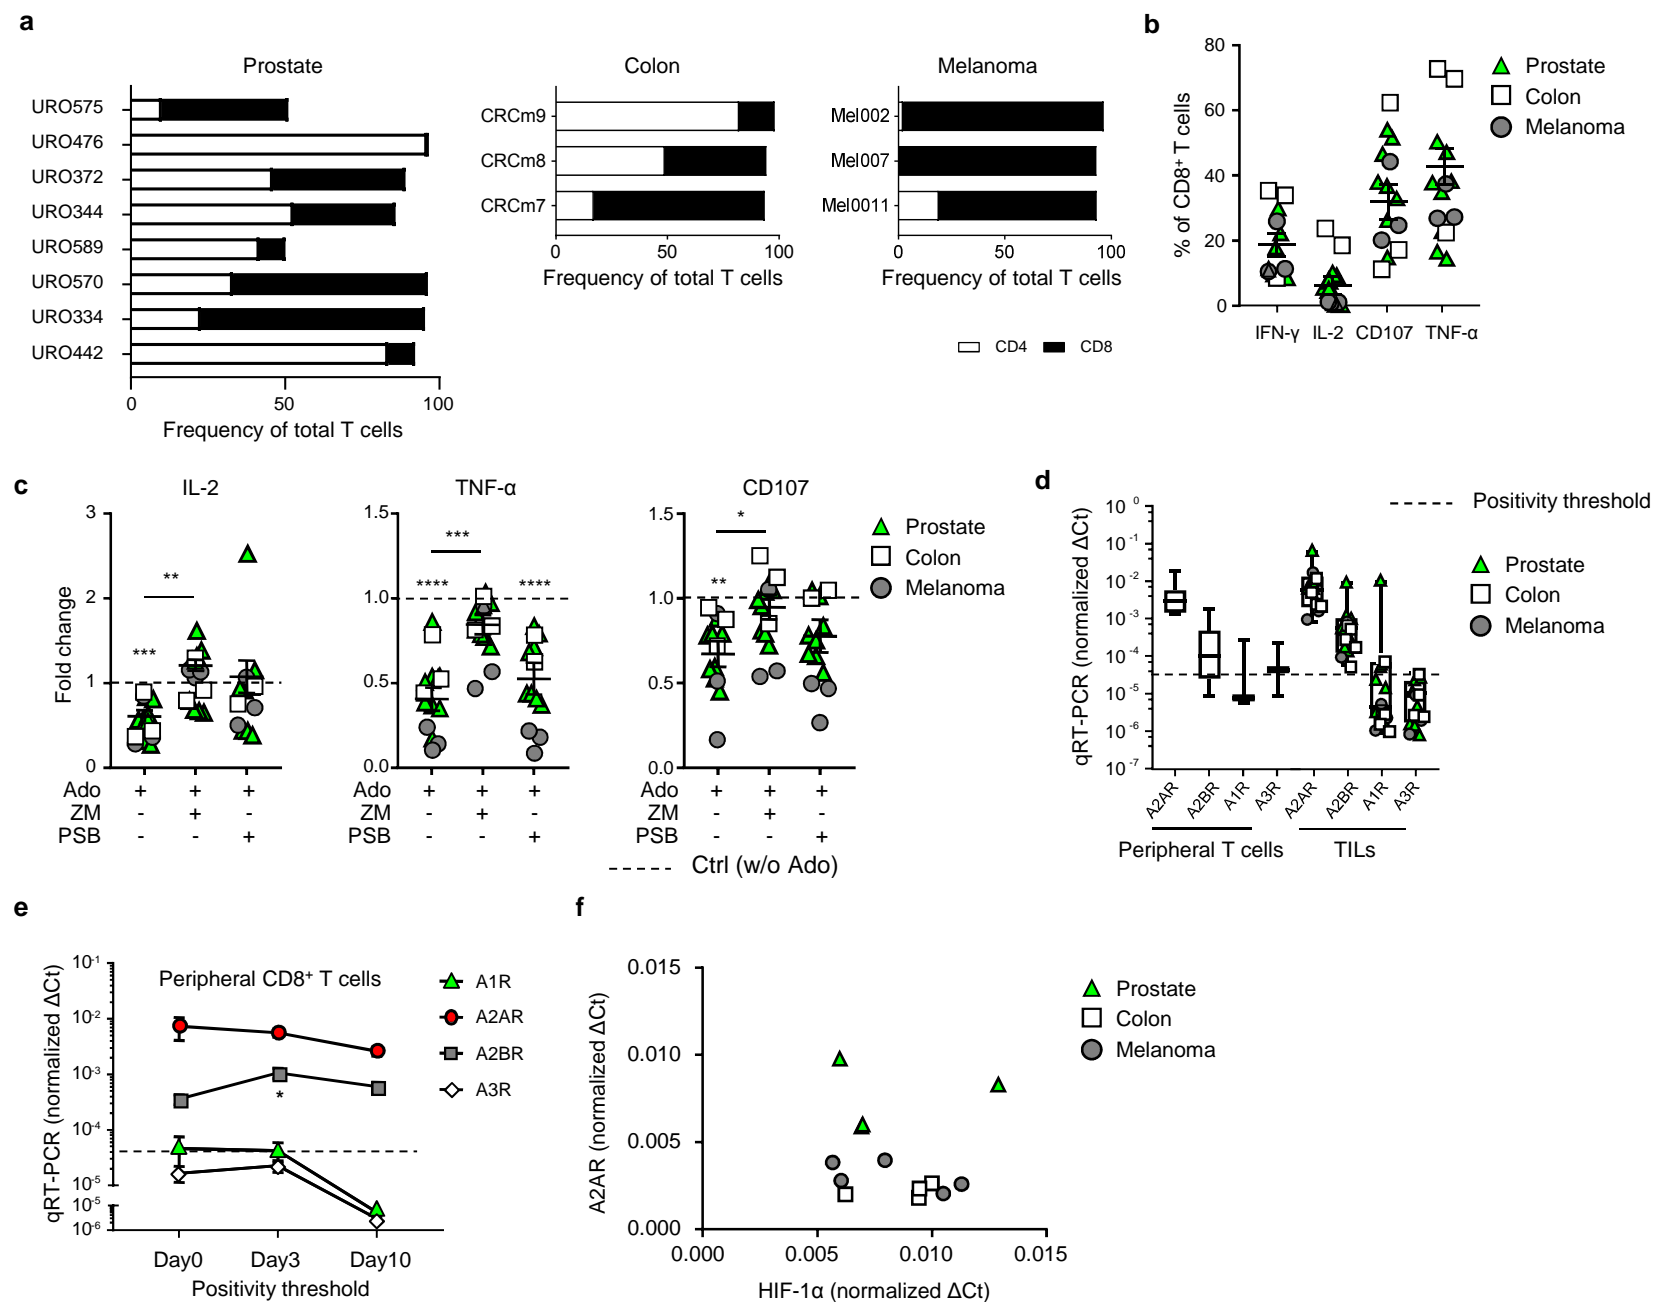 a
Prostate
URO575
URO476
URO372
URO344
URO589
URO570
URO334
URO442
0 50 100
Frequency of total T cells
Colon
CRCm9
CRCm8
CRCm7
0 50 100
Frequency of total T cells
Melanoma
Mel002
Mel007
Mel0011
0 50 100
Frequency of total T cells
CD4 CD8
b
% of CD8⁺ T cells
80
60
40
20
0
IFN-γ IL-2 CD107 TNF-α
Prostate
Colon
Melanoma
c
IL-2
Fold change
3
2
1
0
***
**
Ado + + +
ZM - + -
PSB - - +
TNF-α
1.5
1.0
0.5
0.0
***
**** ****
Ado + + +
ZM - + -
PSB - - +
CD107
1.5
1.0
0.5
0.0
*
**
Ado + + +
ZM - + -
PSB - - +
Prostate
Colon
Melanoma
Ctrl (w/o Ado)
d
qRT-PCR (normalized ΔCt)
10⁰
10⁻¹
10⁻²
10⁻³
10⁻⁴
10⁻⁵
10⁻⁶
10⁻⁷
A2AR A2BR A1R A3R A2AR A2BR A1R A3R
Peripheral T cells TILs
Positivity threshold
Prostate
Colon
Melanoma
e
qRT-PCR (normalized ΔCt)
Peripheral CD8⁺ T cells
10⁻¹
10⁻²
10⁻³
10⁻⁴
10⁻⁵
10⁻⁵
10⁻⁶
*
Day0 Day3 Day10
Positivity threshold
A1R
A2AR
A2BR
A3R
f
A2AR (normalized ΔCt)
0.015
0.010
0.005
0.000
0.000 0.005 0.010 0.015
HIF-1α (normalized ΔCt)
Prostate
Colon
Melanoma